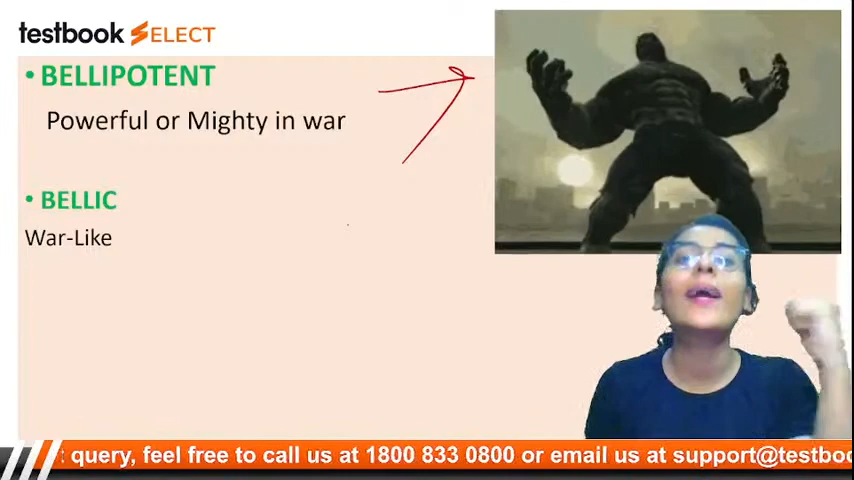 testbook SELECT
• BELLIPOTENT
Powerful or Mighty in war
• BELLIC
War-Like
query, feel free to call us at 1800 833 0800 or email us at support@testbo